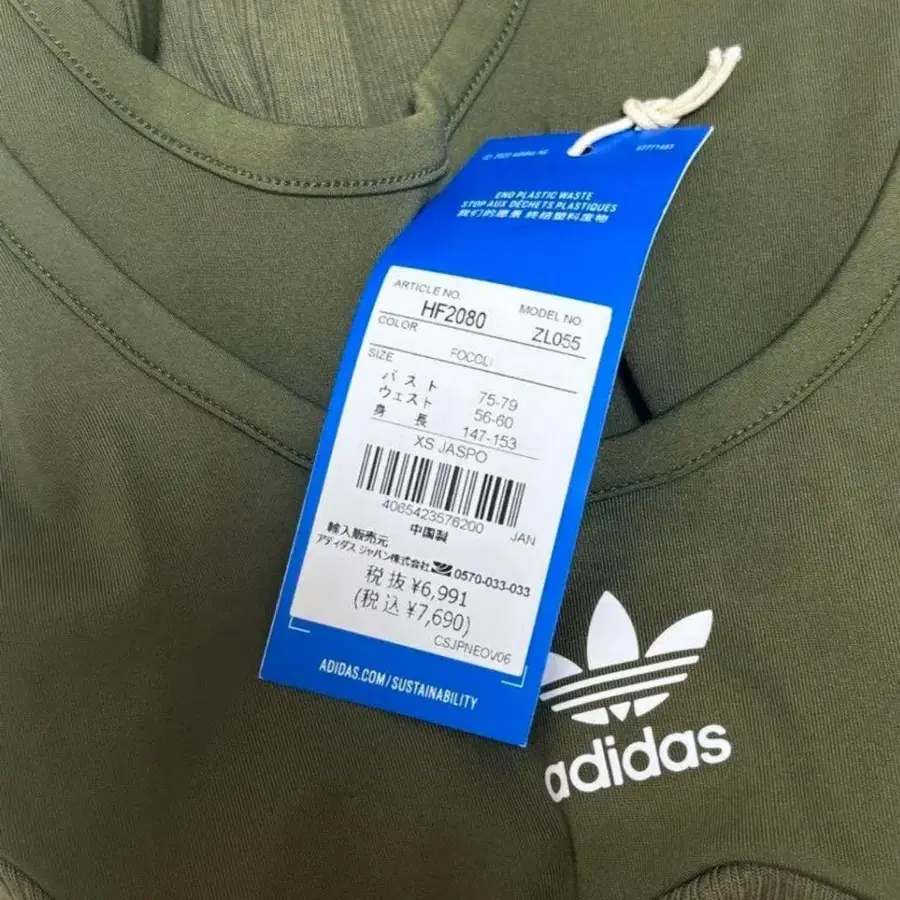 © 2022 adidas AG
60771483
END PLASTIC WASTE
STOP AUX DÉCHETS PLASTIQUES
我们的愿景 终结塑料废物
ARTICLE NO.
MODEL NO.
HF2080
ZL055
COLOR
FOCOLI
SIZE
バスト 75-79
ウェスト 56-60
身長 147-153
XS JASPO
4065423576200 JAN
中国製
輸入販売元
アディダス ジャパン株式会社 0570-033-033
税抜 ¥6,991
(税込 ¥7,690)
CSJPNEOV06
ADIDAS.COM/SUSTAINABILITY
adidas